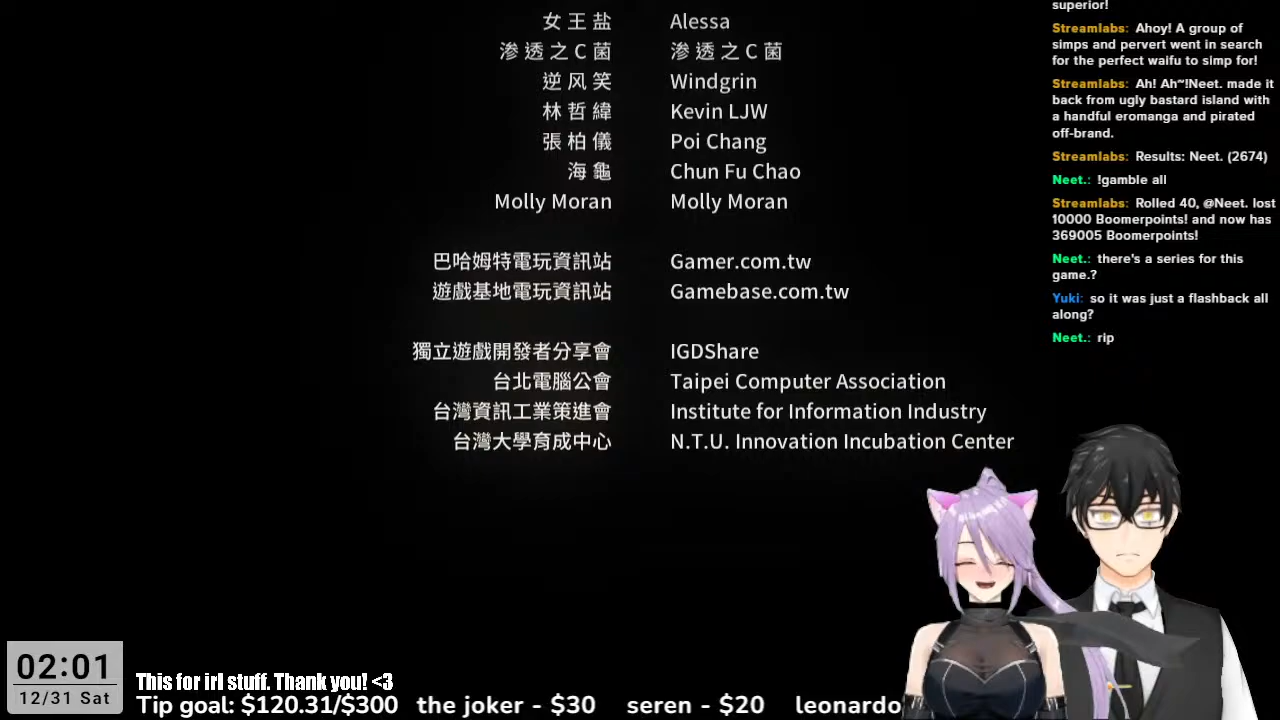 女王盐 Alessa
渗透之C菌 渗透之C菌
逆风笑 Windgrin
林哲緯 Kevin LJW
張柏儀 Poi Chang
海龜 Chun Fu Chao
Molly Moran Molly Moran
巴哈姆特電玩資訊站 Gamer.com.tw
遊戲基地電玩資訊站 Gamebase.com.tw
獨立遊戲開發者分享會 IGDShare
台北電腦公會 Taipei Computer Association
台灣資訊工業策進會 Institute for Information Industry
台灣大學育成中心 N.T.U. Innovation Incubation Center
superior!
Streamlabs: Ahoy! A group of
simps and pervert went in search
for the perfect waifu to simp for!
Streamlabs: Ah! Ah~!Neet. made it
back from ugly bastard island with
a handful eromanga and pirated
off-brand.
Streamlabs: Results: Neet. (2674)
Neet.: !gamble all
Streamlabs: Rolled 40, @Neet. lost
10000 Boomerpoints! and now has
369005 Boomerpoints!
Neet.: there's a series for this
game.?
Yuki: so it was just a flashback all
along?
Neet.: rip
02:01
12/31 Sat
This for irl stuff. Thank you! <3
Tip goal: $120.31/$300 the joker - $30 seren - $20 leonardo